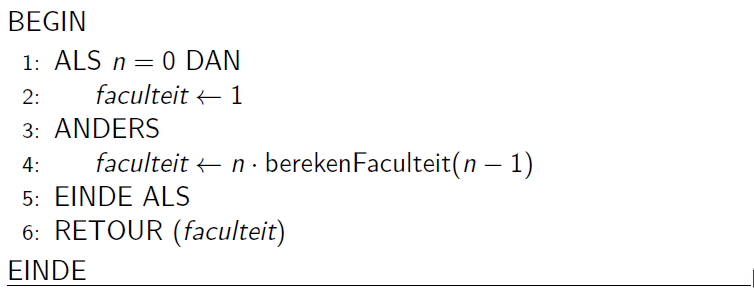 BEGIN
1: ALS n = 0 DAN
2: faculteit ← 1
3: ANDERS
4: faculteit ← n · berekenFaculteit(n − 1)
5: EINDE ALS
6: RETOUR (faculteit)
EINDE